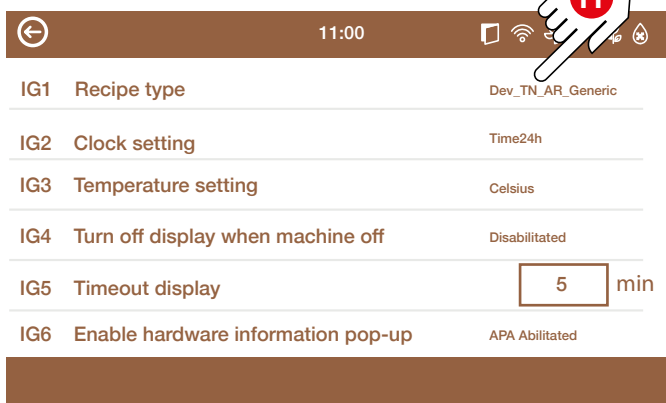 11
11:00
IG1 Recipe type Dev_TN_AR_Generic
IG2 Clock setting Time24h
IG3 Temperature setting Celsius
IG4 Turn off display when machine off Disabilitated
IG5 Timeout display 5 min
IG6 Enable hardware information pop-up APA Abilitated